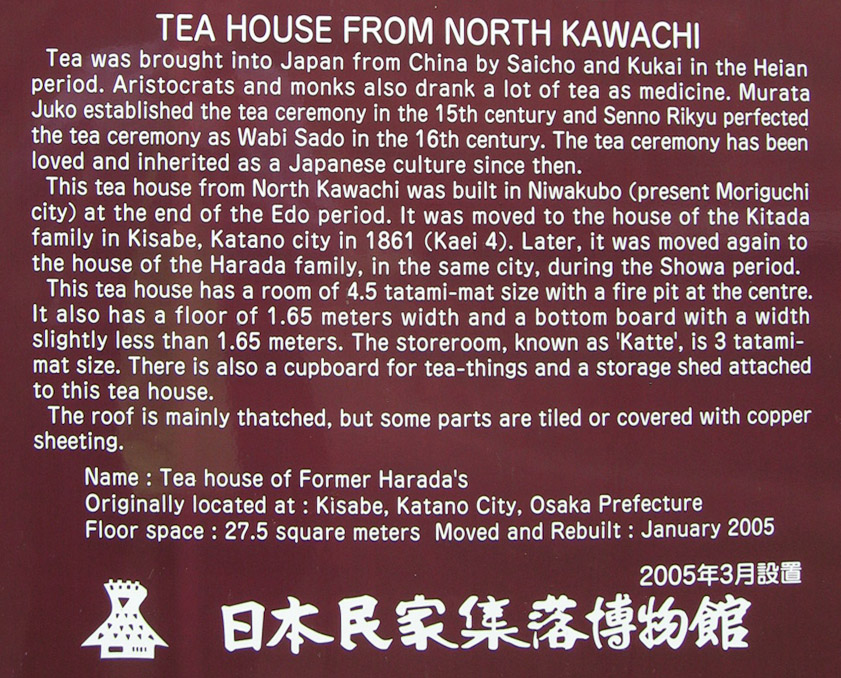 TEA HOUSE FROM NORTH KAWACHI
Tea was brought into Japan from China by Saicho and Kukai in the Heian
period. Aristocrats and monks also drank a lot of tea as medicine. Murata
Juko established the tea ceremony in the 15th century and Senno Rikyu perfected
the tea ceremony as Wabi Sado in the 16th century. The tea ceremony has been
loved and inherited as a Japanese culture since then.
This tea house from North Kawachi was built in Niwakubo (present Moriguchi
city) at the end of the Edo period. It was moved to the house of the Kitada
family in Kisabe, Katano city in 1861 (Kaei 4). Later, it was moved again to
the house of the Harada family, in the same city, during the Showa period.
This tea house has a room of 4.5 tatami-mat size with a fire pit at the centre.
It also has a floor of 1.65 meters width and a bottom board with a width
slightly less than 1.65 meters. The storeroom, known as 'Katte', is 3 tatami-
mat size. There is also a cupboard for tea-things and a storage shed attached
to this tea house.
The roof is mainly thatched, but some parts are tiled or covered with copper
sheeting.
Name : Tea house of Former Harada's
Originally located at : Kisabe, Katano City, Osaka Prefecture
Floor space : 27.5 square meters Moved and Rebuilt : January 2005
2005年3月設置
日本民家集落博物館